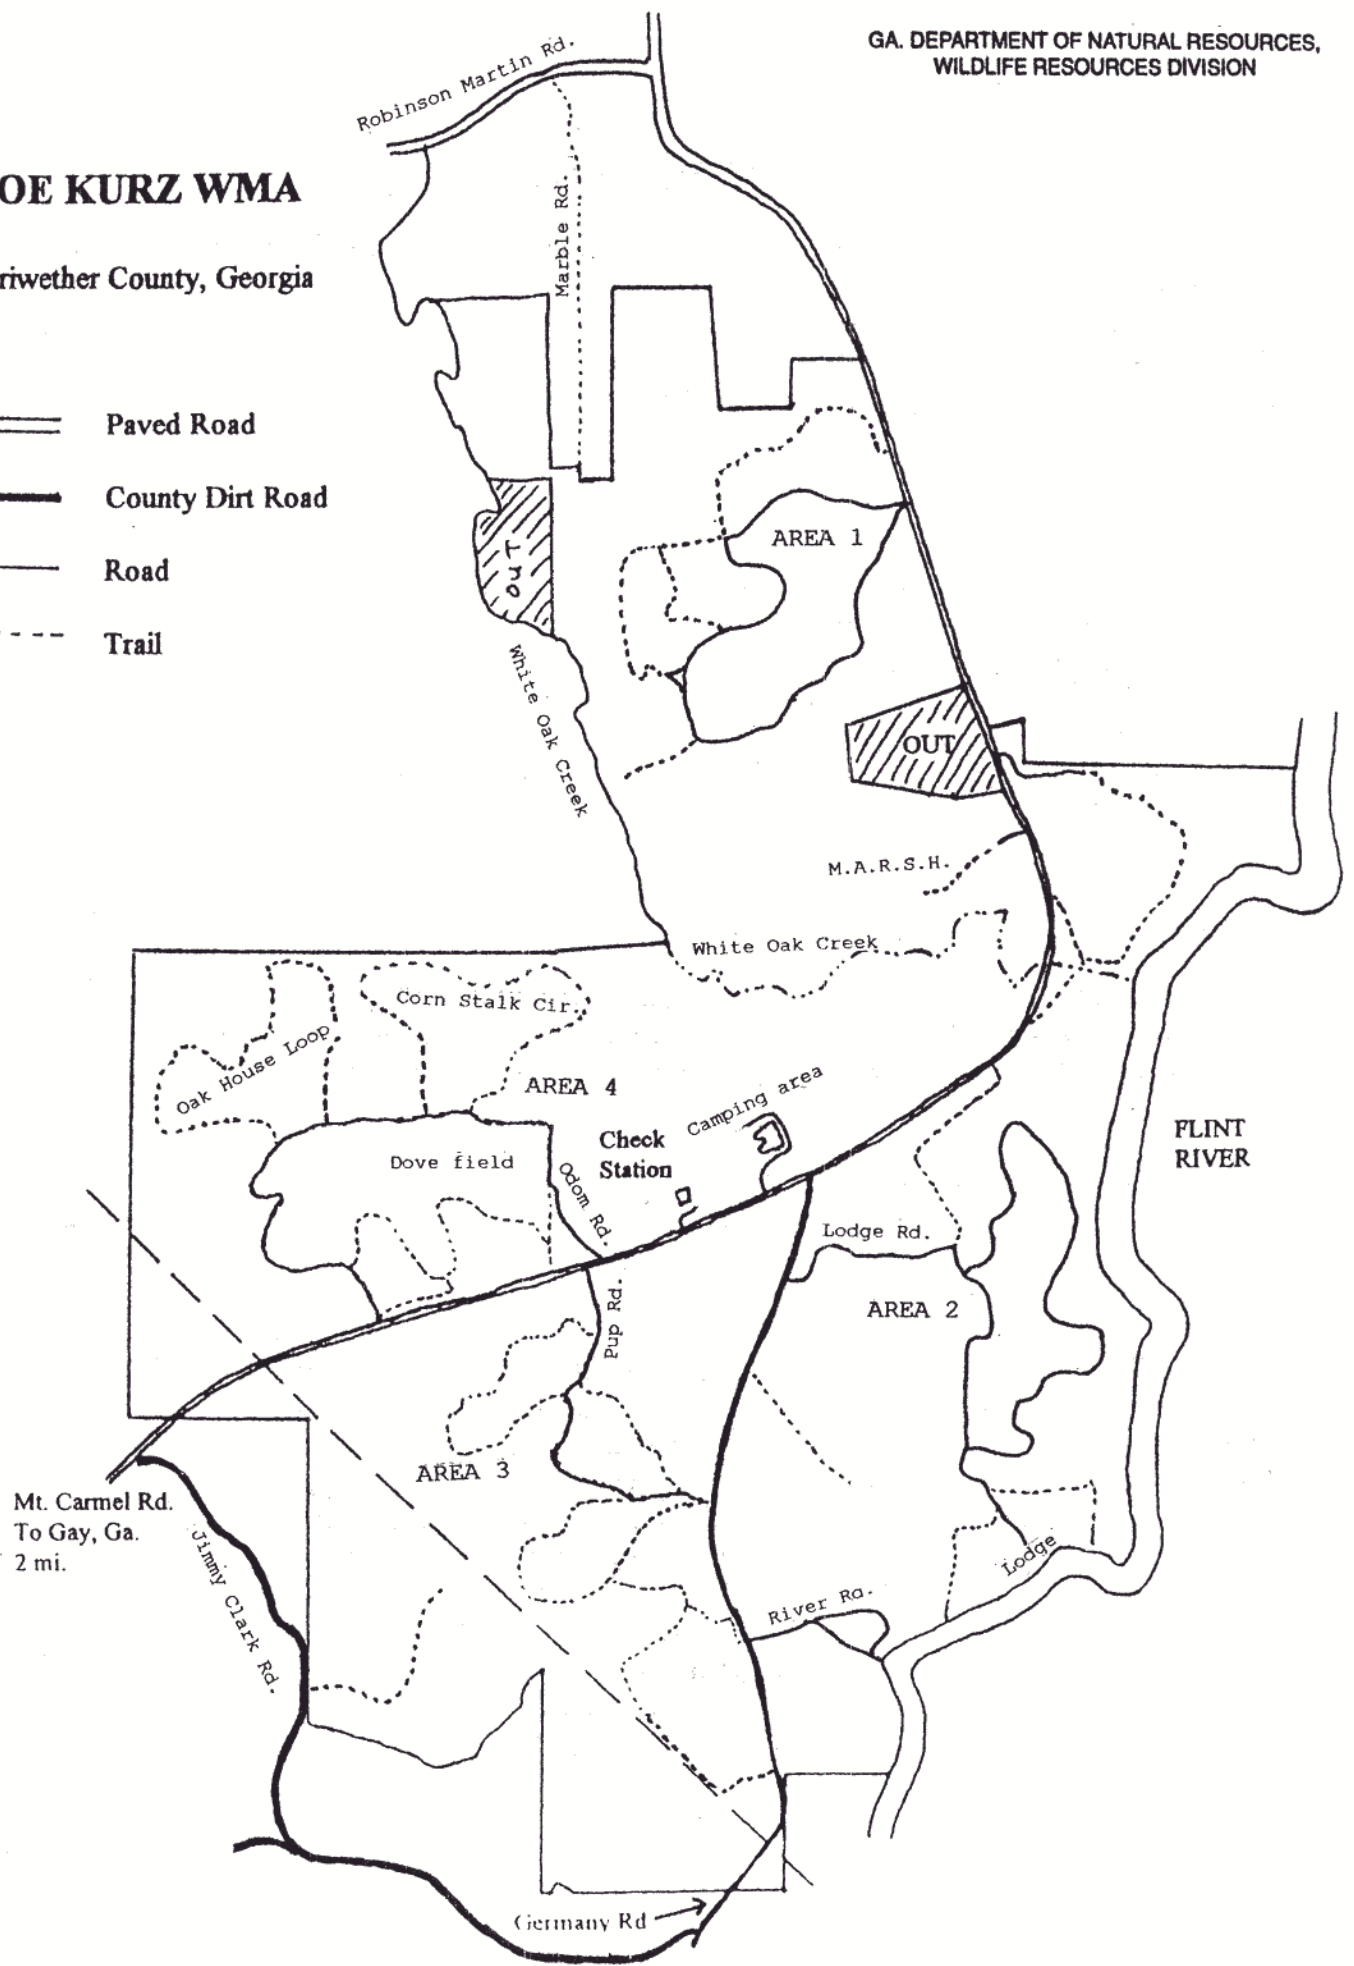 GA. DEPARTMENT OF NATURAL RESOURCES,
WILDLIFE RESOURCES DIVISION
Robinson Martin Rd.
OE KURZ WMA
riwether County, Georgia
Marble Rd.
Paved Road
County Dirt Road
Road
Trail
AREA 1
OUT
White Oak Creek
OUT
M.A.R.S.H.
White Oak Creek
Corn Stalk Cir.
Oak House Loop
AREA 4
Camping area
Check
Station
FLINT
RIVER
Dove field
Odom Rd.
Lodge Rd.
Pup Rd.
AREA 2
AREA 3
Mt. Carmel Rd.
To Gay, Ga.
2 mi.
Jimmy Clark Rd.
Lodge
River Rd.
Germany Rd